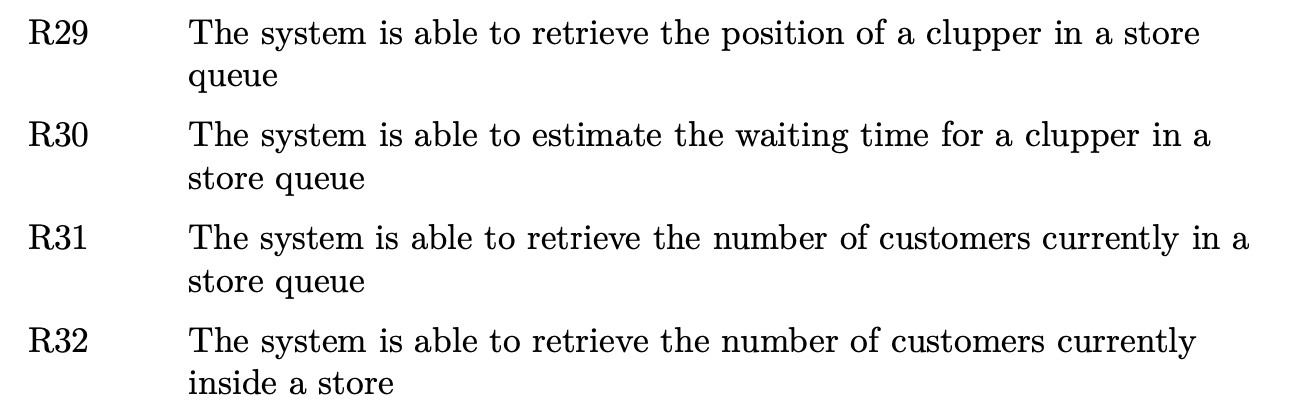 R29 The system is able to retrieve the position of a clupper in a store
queue
R30 The system is able to estimate the waiting time for a clupper in a
store queue
R31 The system is able to retrieve the number of customers currently in a
store queue
R32 The system is able to retrieve the number of customers currently
inside a store